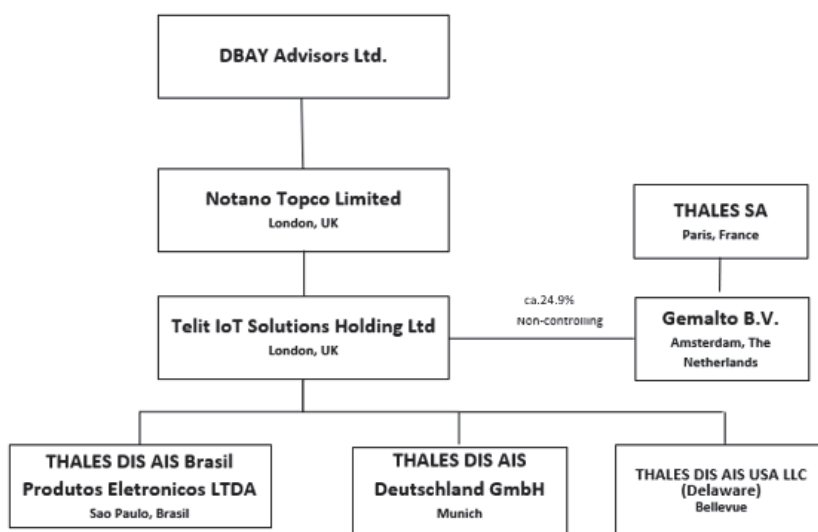 DBAY Advisors Ltd.
Notano Topco Limited
London, UK
THALES SA
Paris, France
Telit IoT Solutions Holding Ltd
London, UK
ca.24.9%
Non-controlling
Gemalto B.V.
Amsterdam, The
Netherlands
THALES DIS AIS Brasil
Produtos Eletronicos LTDA
Sao Paulo, Brasil
THALES DIS AIS
Deutschland GmbH
Munich
THALES DIS AIS USA LLC
(Delaware)
Bellevue